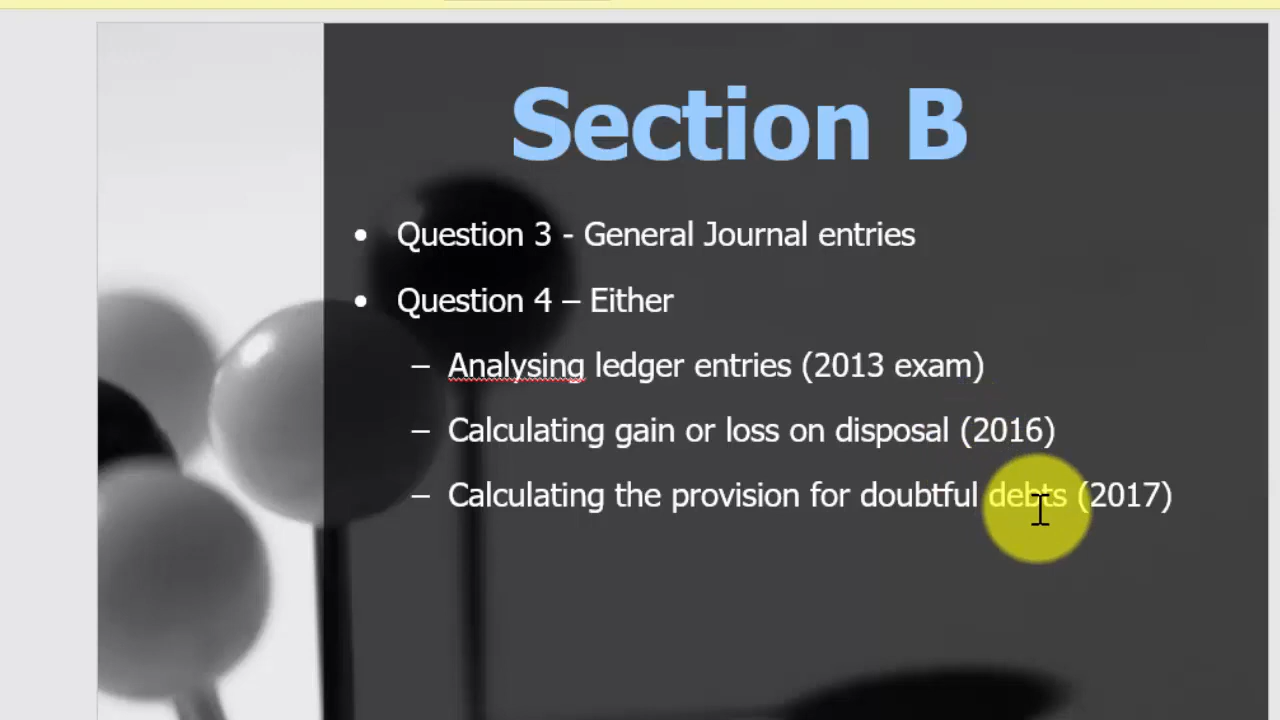 Section B
• Question 3 - General Journal entries
• Question 4 – Either
– Analysing ledger entries (2013 exam)
– Calculating gain or loss on disposal (2016)
– Calculating the provision for doubtful debts (2017)